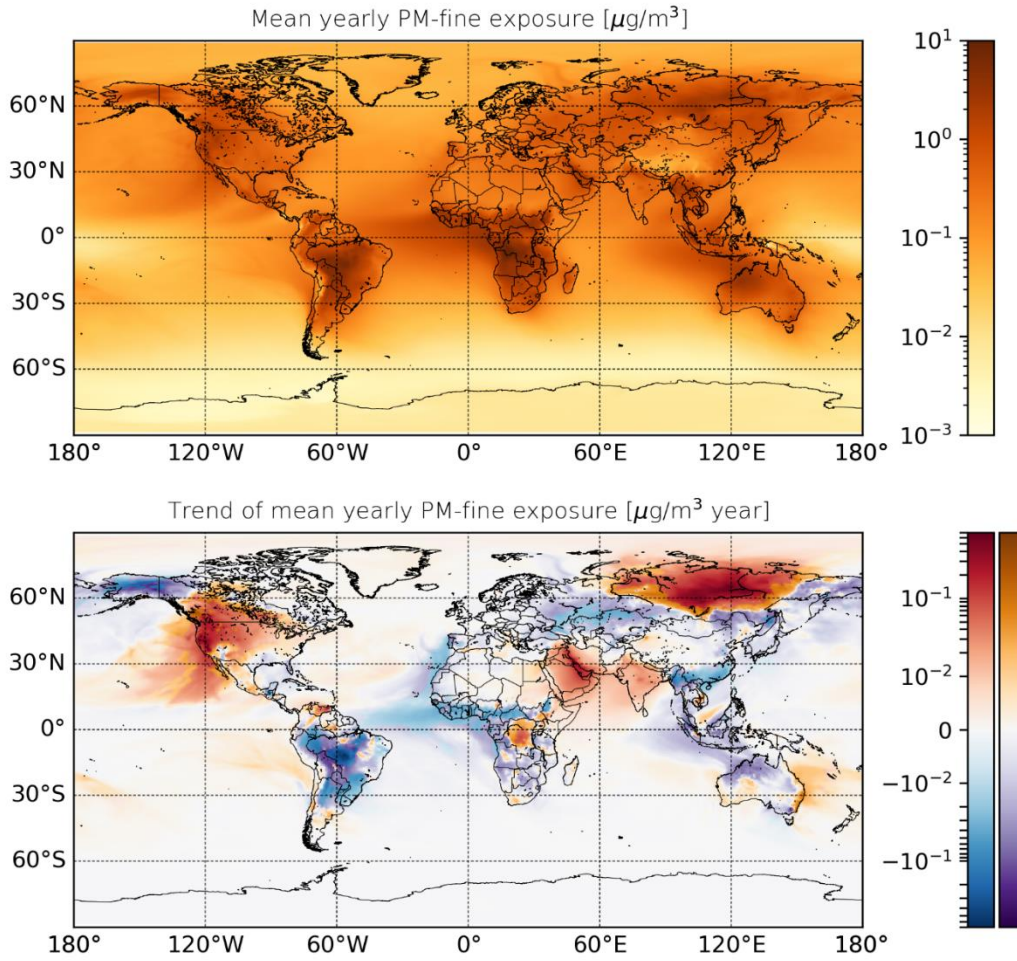 Mean yearly PM-fine exposure [μg/m³]
60°N
30°N
0°
30°S
60°S
180° 120°W 60°W 0° 60°E 120°E 180°
10¹
10⁰
10⁻¹
10⁻²
10⁻³
Trend of mean yearly PM-fine exposure [μg/m³ year]
60°N
30°N
0°
30°S
60°S
180° 120°W 60°W 0° 60°E 120°E 180°
10⁻¹
10⁻²
0
−10⁻²
−10⁻¹